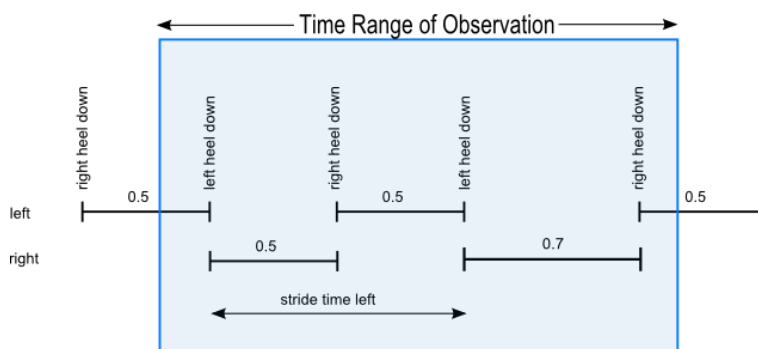 Time Range of Observation
right heel down
left heel down
right heel down
left heel down
right heel down
left
0.5
0.5
0.5
right
0.5
0.7
stride time left